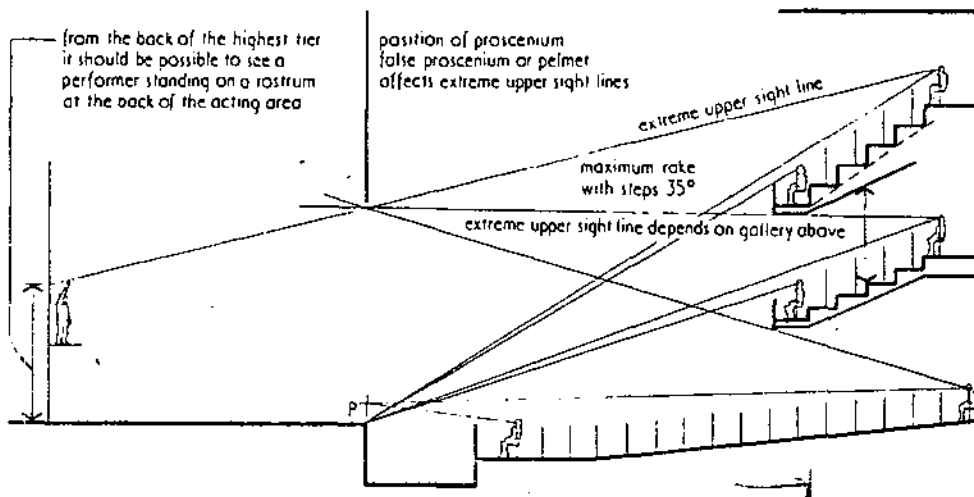 from the back of the highest tier
it should be possible to see a
performer standing on a rostrum
at the back of the acting area
position of proscenium
false proscenium or pelmet
affects extreme upper sight lines
extreme upper sight line
maximum rake
with steps 35°
extreme upper sight line depends on gallery above
P